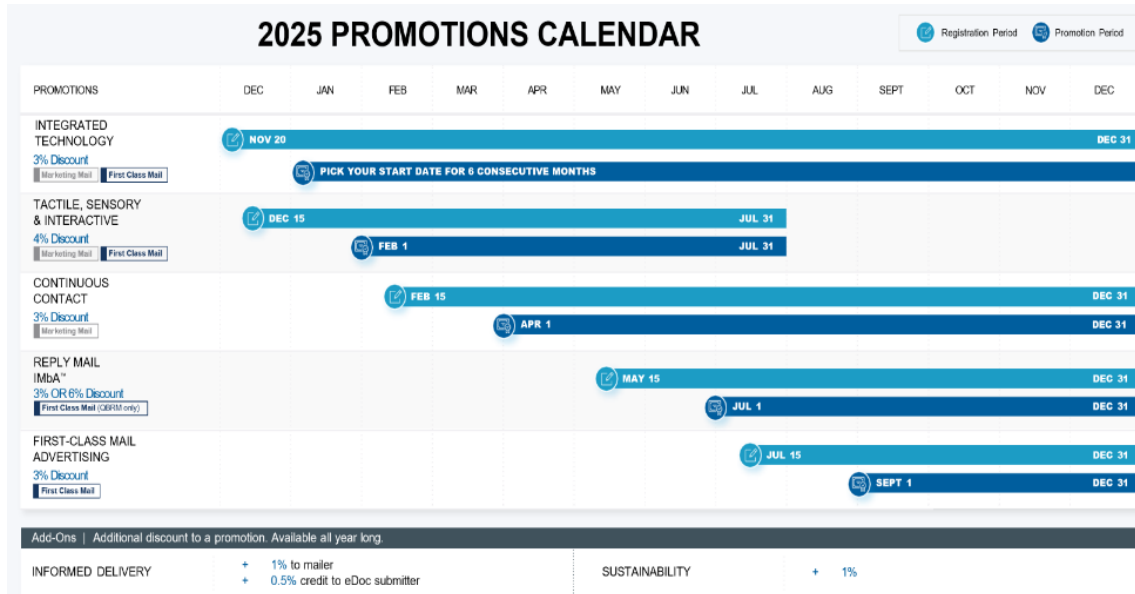 2025 PROMOTIONS CALENDAR
Registration Period Promotion Period
PROMOTIONS DEC JAN FEB MAR APR MAY JUN JUL AUG SEPT OCT NOV DEC
INTEGRATED
TECHNOLOGY
3% Discount
Marketing Mail First Class Mail
NOV 20 DEC 31
PICK YOUR START DATE FOR 6 CONSECUTIVE MONTHS
TACTILE, SENSORY
& INTERACTIVE
4% Discount
Marketing Mail First Class Mail
DEC 15 JUL 31
FEB 1 JUL 31
CONTINUOUS
CONTACT
3% Discount
Marketing Mail
FEB 15 DEC 31
APR 1 DEC 31
REPLY MAIL
IMbA™
3% OR 6% Discount
First Class Mail (QBRM only)
MAY 15 DEC 31
JUL 1 DEC 31
FIRST-CLASS MAIL
ADVERTISING
3% Discount
First Class Mail
JUL 15 DEC 31
SEPT 1 DEC 31
Add-Ons | Additional discount to a promotion. Available all year long.
INFORMED DELIVERY
+ 1% to mailer
+ 0.5% credit to eDoc submitter
SUSTAINABILITY + 1%